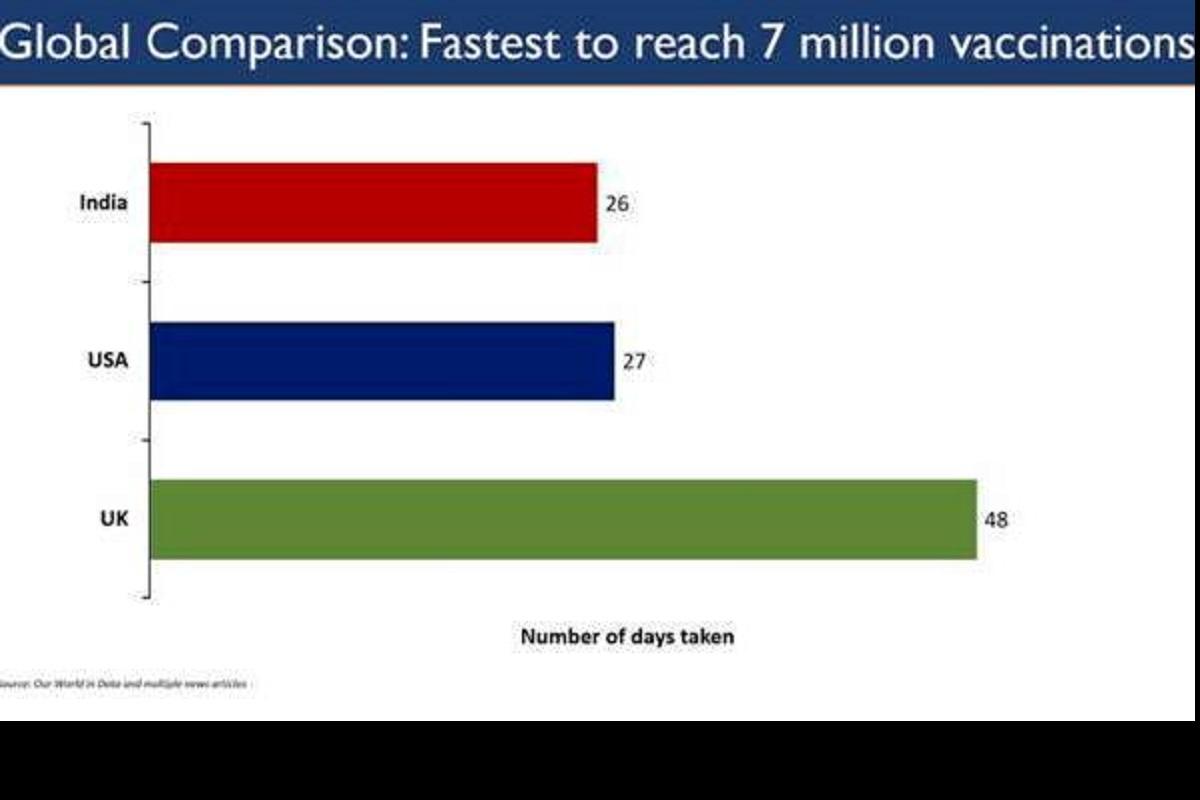 Global Comparison: Fastest to reach 7 million vaccinations
India 26
USA 27
UK 48
Number of days taken
Source: Our World in Data and multiple news articles